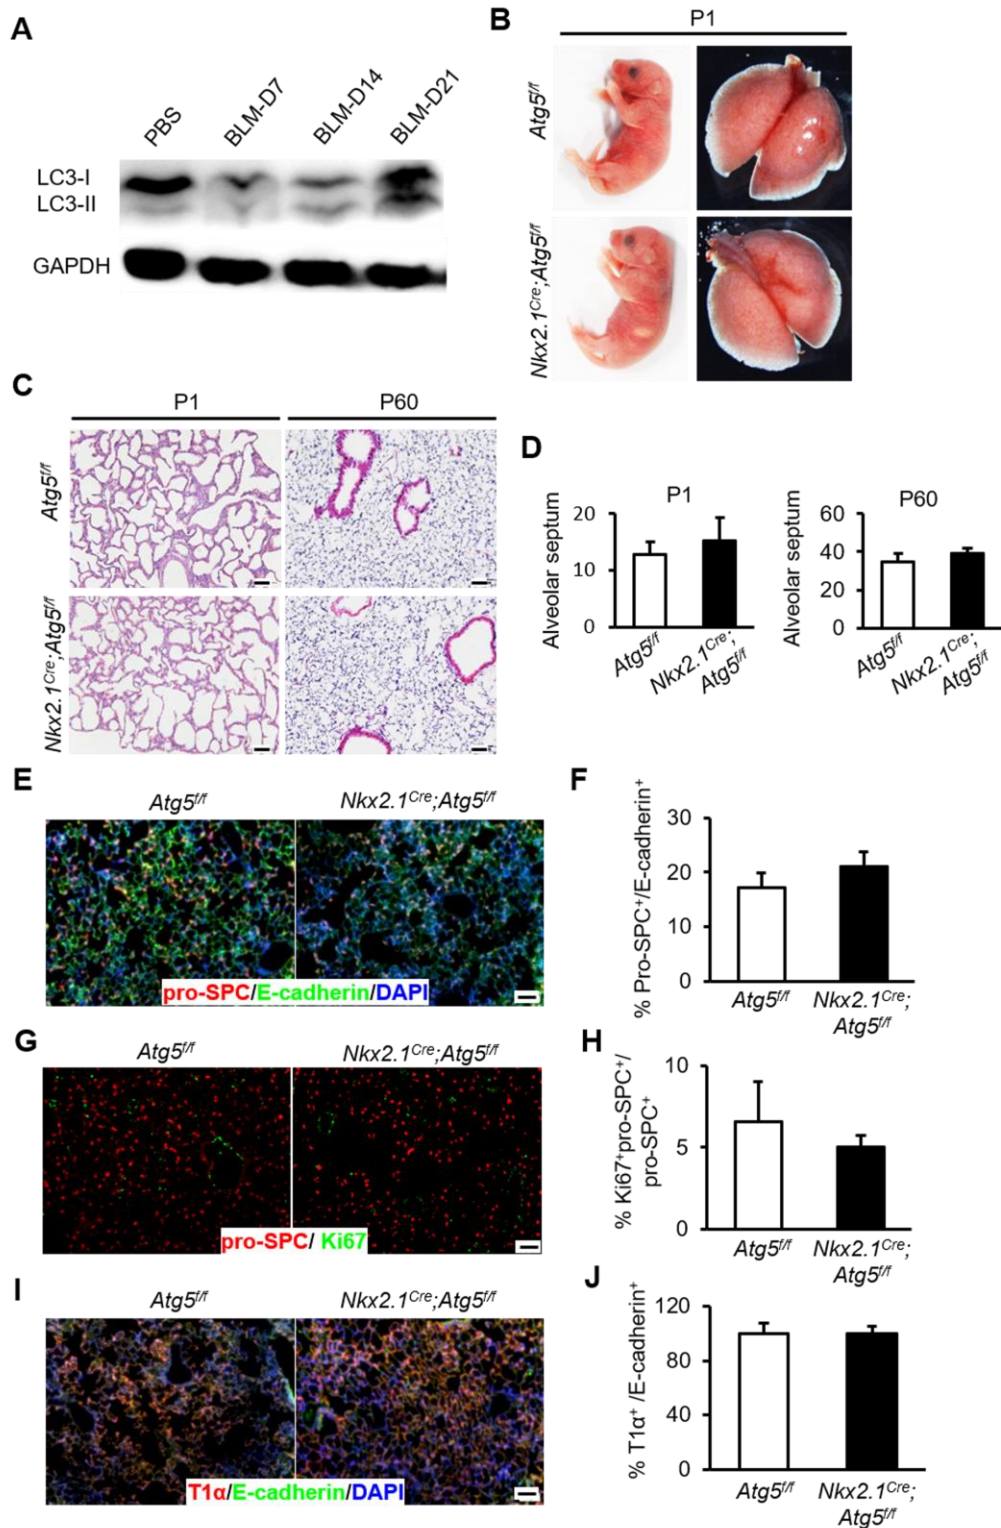 A
PBS
BLM-D7
BLM-D14
BLM-D21
LC3-I
LC3-II
GAPDH
B
P1
Atg5f/f
Nkx2.1Cre;Atg5f/f
C
P1
P60
Atg5f/f
Nkx2.1Cre;Atg5f/f
D
Alveolar septum
P1
20
10
0
Atg5f/f
Nkx2.1Cre;
Atg5f/f
Alveolar septum
P60
60
40
20
0
Atg5f/f
Nkx2.1Cre;
Atg5f/f
E
Atg5f/f
Nkx2.1Cre;Atg5f/f
pro-SPC/E-cadherin/DAPI
F
% Pro-SPC+/E-cadherin+
30
20
10
0
Atg5f/f
Nkx2.1Cre;
Atg5f/f
G
Atg5f/f
Nkx2.1Cre;Atg5f/f
pro-SPC/ Ki67
H
% Ki67+pro-SPC+/
pro-SPC+
10
5
0
Atg5f/f
Nkx2.1Cre;
Atg5f/f
I
Atg5f/f
Nkx2.1Cre;Atg5f/f
T1α/E-cadherin/DAPI
J
% T1α+ /E-cadherin+
120
80
40
0
Atg5f/f
Nkx2.1Cre;
Atg5f/f